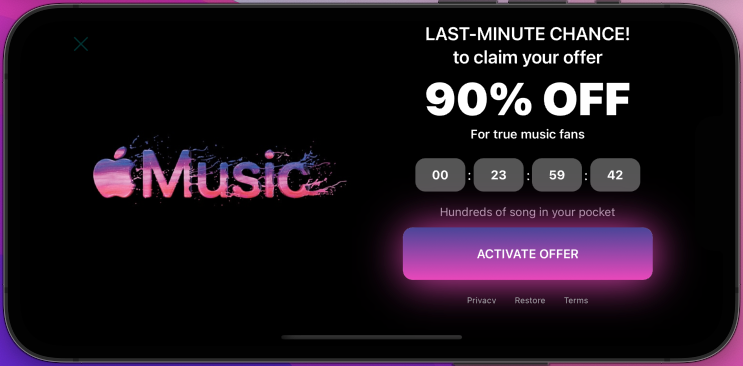 Music
LAST-MINUTE CHANCE!
to claim your offer
90% OFF
For true music fans
00 : 23 : 59 : 42
Hundreds of song in your pocket
ACTIVATE OFFER
Privacy Restore Terms